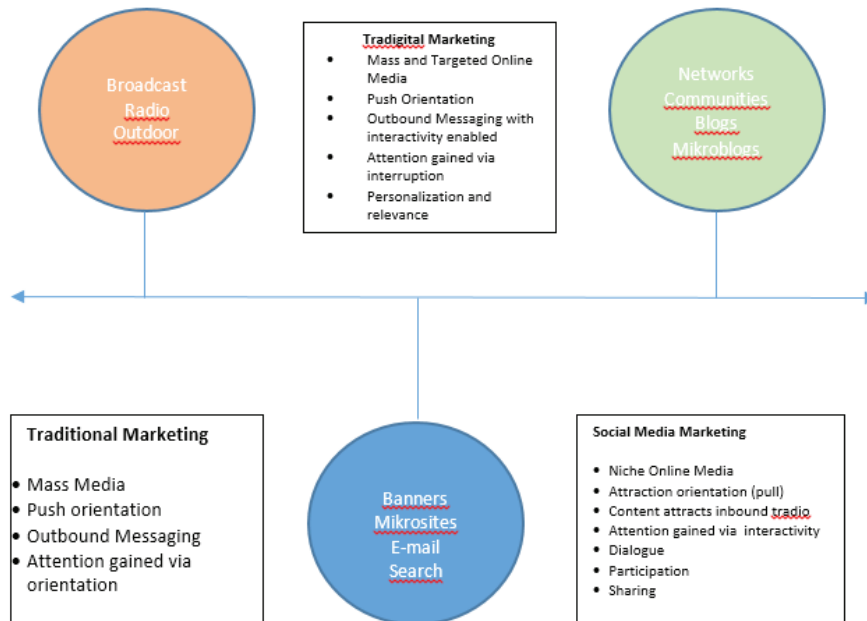 Broadcast
Radio
Outdoor
Tradigital Marketing
• Mass and Targeted Online
Media
• Push Orientation
• Outbound Messaging with
interactivity enabled
• Attention gained via
interruption
• Personalization and
relevance
Networks
Communities
Blogs
Mikroblogs
Traditional Marketing
• Mass Media
• Push orientation
• Outbound Messaging
• Attention gained via
orientation
Banners
Mikrosites
E-mail
Search
Social Media Marketing
• Niche Online Media
• Attraction orientation (pull)
• Content attracts inbound tradio
• Attention gained via interactivity
• Dialogue
• Participation
• Sharing